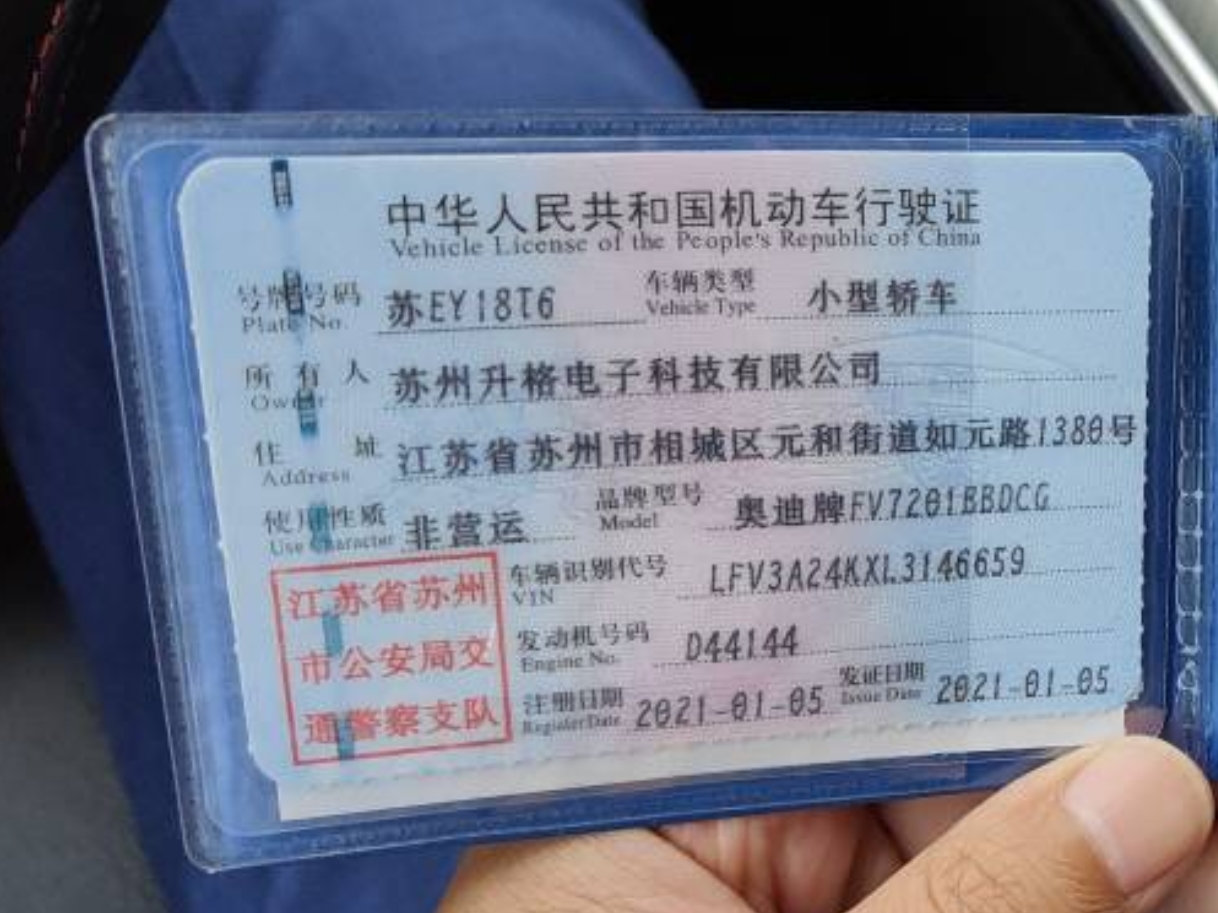 中华人民共和国机动车行驶证
Vehicle License of the People's Republic of China
号牌号码 苏EY18T6 车辆类型 小型轿车
Plate No. Vehicle Type
所有人 苏州升格电子科技有限公司
Owner
住址 江苏省苏州市相城区元和街道如元路1380号
Address
使用性质 非营运 品牌型号 奥迪牌FV7201BBDCG
Use Character Model
江苏省苏州 车辆识别代号 LFV3A24KXL3146659
VIN
市公安局交 发动机号码 D44144
Engine No.
通警察支队 注册日期 2021-01-05 发证日期 2021-01-05
Register Date Issue Date